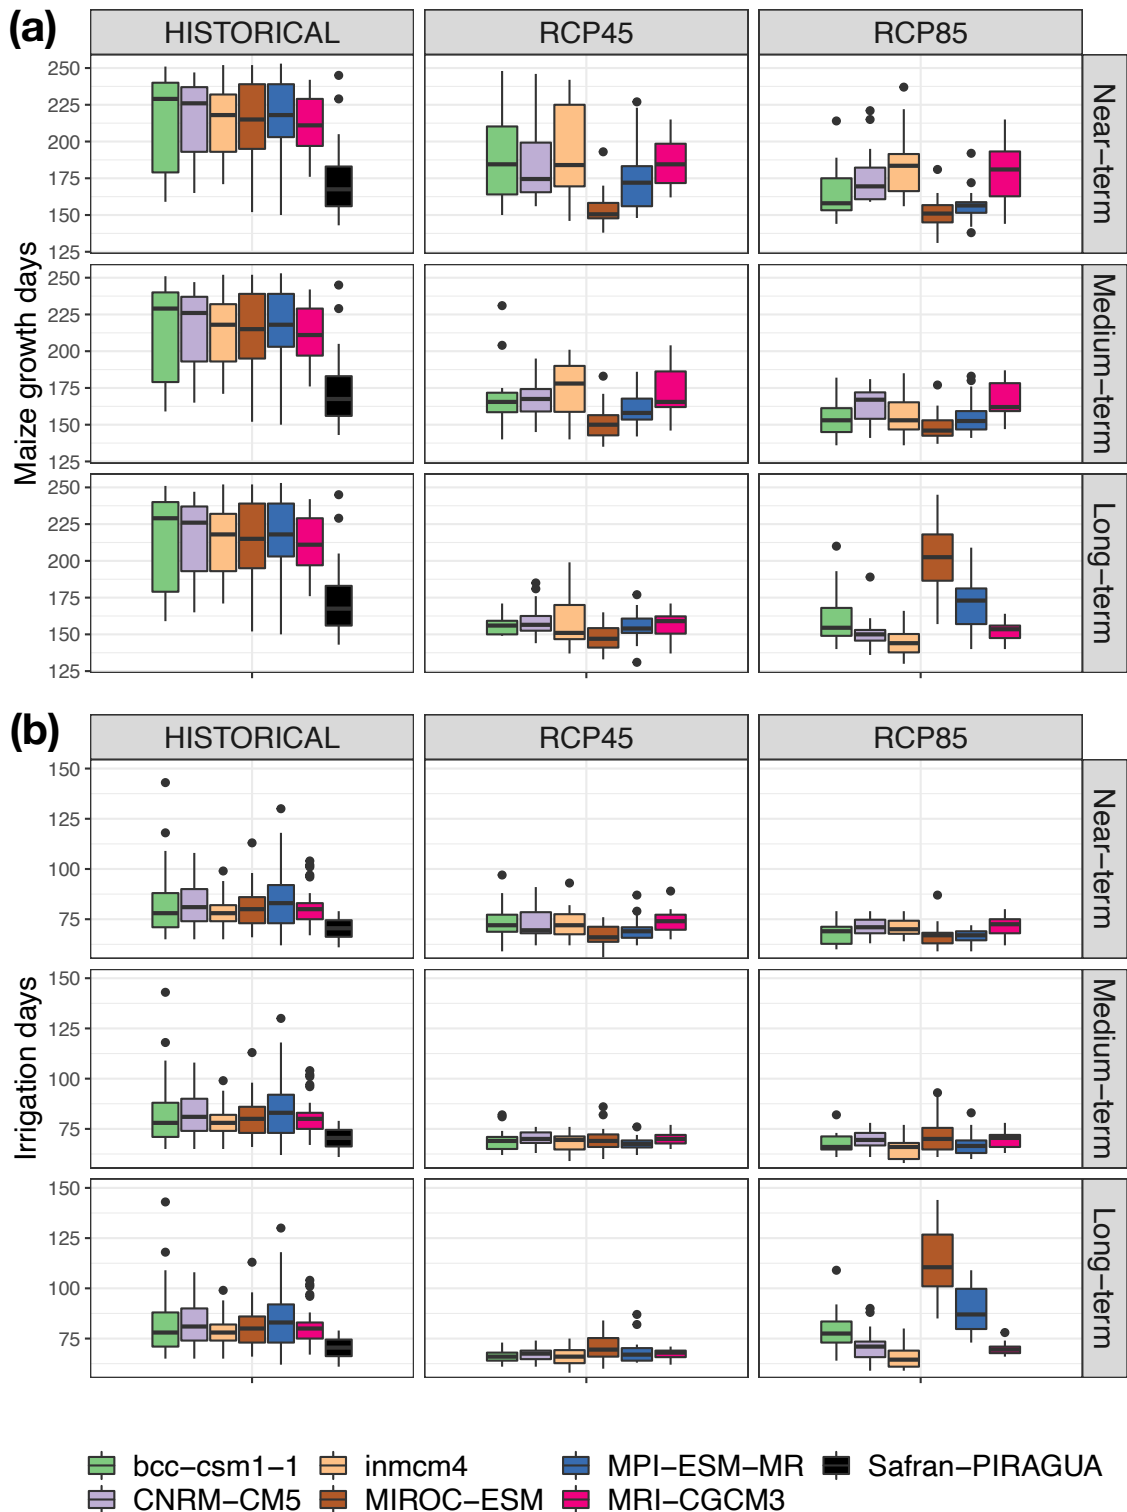 (a)
HISTORICAL RCP45 RCP85
Maize growth days
250
225
200
175
150
125
Near-term
250
225
200
175
150
125
Medium-term
250
225
200
175
150
125
Long-term
(b)
HISTORICAL RCP45 RCP85
Irrigation days
150
125
100
75
Near-term
150
125
100
75
Medium-term
150
125
100
75
Long-term
bcc-csm1-1 inmcm4 MPI-ESM-MR Safran-PIRAGUA
CNRM-CM5 MIROC-ESM MRI-CGCM3